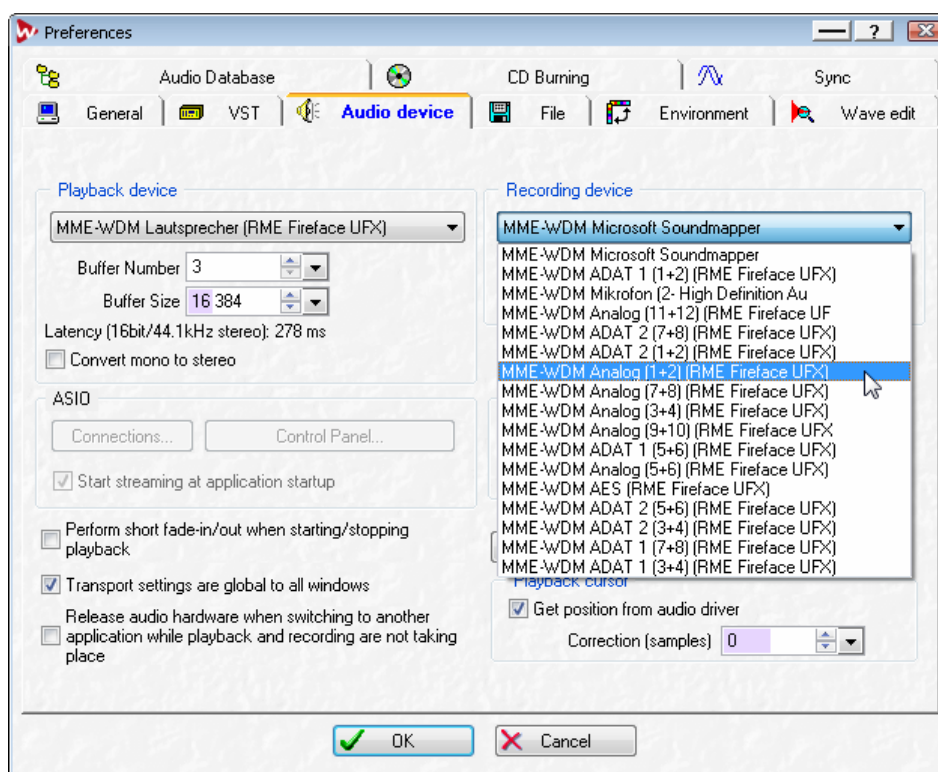 Preferences
?
Audio Database
CD Burning
Sync
General
VST
Audio device
File
Environment
Wave edit
Playback device
MME-WDM Lautsprecher (RME Fireface UFX)
Buffer Number 3
Buffer Size 16 384
Latency (16bit/44.1kHz stereo): 278 ms
Convert mono to stereo
ASIO
Connections...
Control Panel...
Start streaming at application startup
Perform short fade-in/out when starting/stopping
playback
Transport settings are global to all windows
Release audio hardware when switching to another
application while playback and recording are not taking
place
Recording device
MME-WDM Microsoft Soundmapper
MME-WDM Microsoft Soundmapper
MME-WDM ADAT 1 (1+2) (RME Fireface UFX)
MME-WDM Mikrofon (2- High Definition Au
MME-WDM Analog (11+12) (RME Fireface UF
MME-WDM ADAT 2 (7+8) (RME Fireface UFX)
MME-WDM ADAT 2 (1+2) (RME Fireface UFX)
MME-WDM Analog (1+2) (RME Fireface UFX)
MME-WDM Analog (7+8) (RME Fireface UFX)
MME-WDM Analog (3+4) (RME Fireface UFX)
MME-WDM Analog (9+10) (RME Fireface UFX
MME-WDM ADAT 1 (5+6) (RME Fireface UFX)
MME-WDM Analog (5+6) (RME Fireface UFX)
MME-WDM AES (RME Fireface UFX)
MME-WDM ADAT 2 (5+6) (RME Fireface UFX)
MME-WDM ADAT 2 (3+4) (RME Fireface UFX)
MME-WDM ADAT 1 (7+8) (RME Fireface UFX)
MME-WDM ADAT 1 (3+4) (RME Fireface UFX)
Playback cursor
Get position from audio driver
Correction (samples) 0
OK
Cancel